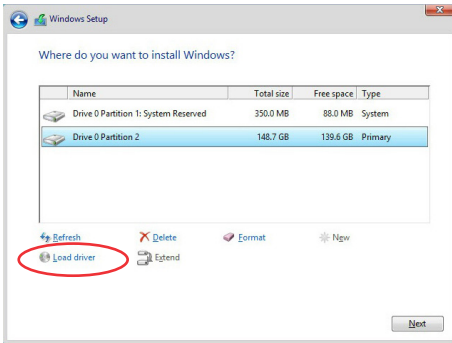 Windows Setup
Where do you want to install Windows?
Name Total size Free space Type
Drive 0 Partition 1: System Reserved 350.0 MB 88.0 MB System
Drive 0 Partition 2 148.7 GB 139.6 GB Primary
Refresh Delete Format New
Load driver Extend
Next